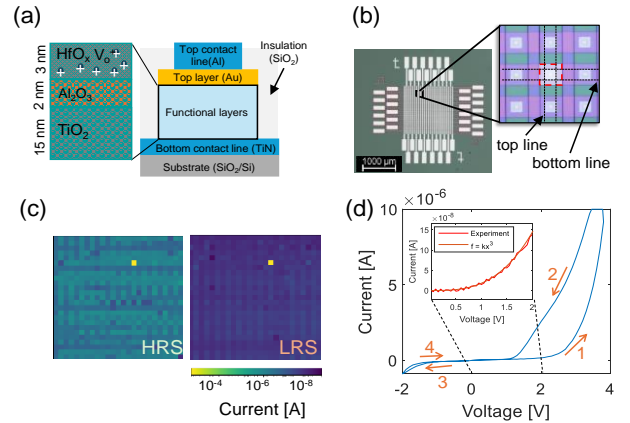 (a)
3 nm
2 nm
15 nm
HfOₓ Vₒ
Al₂O₃
TiO₂
Top contact
line(Al)
Top layer (Au)
Functional layers
Bottom contact line (TiN)
Substrate (SiO₂/Si)
Insulation
(SiO₂)
(b)
1000 µm
top line
bottom line
(c)
HRS
LRS
10⁻⁴
10⁻⁶
10⁻⁸
Current [A]
(d)
× 10⁻⁶
Current [A]
10
5
0
-2
0
2
4
Voltage [V]
×10⁻⁸
Current [A]
15
10
5
0
0.5
1
1.5
2
Voltage [V]
Experiment
f = kx³
1
2
3
4